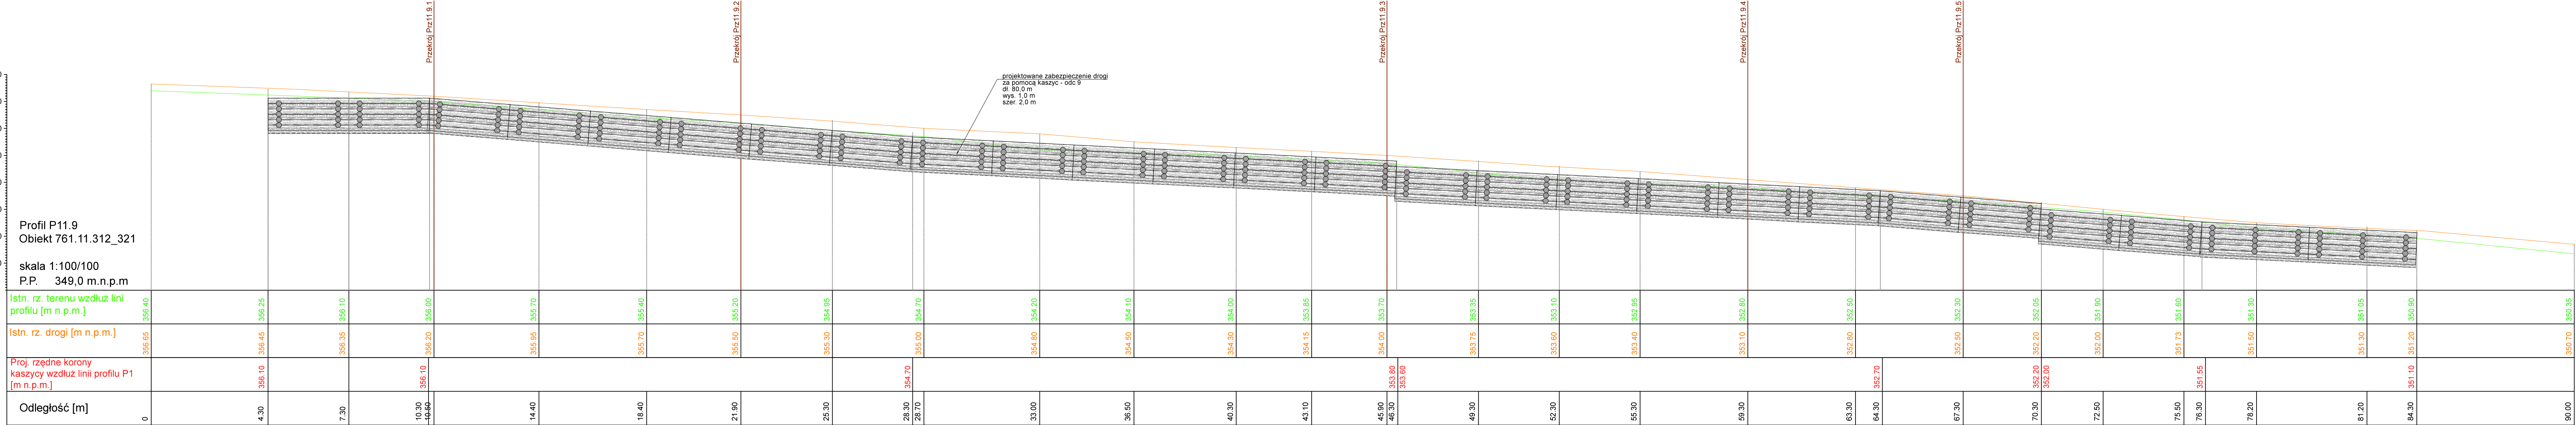 Przekrój Prz11.9.1
Przekrój Prz11.9.2
Przekrój Prz11.9.3
Przekrój Prz11.9.4
Przekrój Prz11.9.5
projektowane zabezpieczenie drogi
za pomocą kaszyc - odc 9
dł. 80,0 m
wys. 1,0 m
szer. 2,0 m
Profil P11.9
Obiekt 761.11.312_321
skala 1:100/100
P.P. 349,0 m.n.p.m
Istn. rz. terenu wzdłuż lini
profilu [m n.p.m.]
356.40 356.25 356.10 356.00 355.70 355.40 355.20 354.95 354.70 354.20 354.10 354.00 353.85 353.70 353.35 353.10 352.95 352.80 352.50 352.30 352.05 351.90 351.60 351.30 351.05 350.90 350.35
Istn. rz. drogi [m n.p.m.]
356.65 356.45 356.35 356.20 355.95 355.70 355.50 355.30 355.00 354.80 354.50 354.30 354.15 354.00 353.75 353.60 353.40 353.10 352.80 352.50 352.20 352.00 351.73 351.50 351.30 351.20 350.70
Proj. rzędne korony
kaszycy wzdłuż linii profilu P1
[m n.p.m.]
356.10 356.10 354.70 353.80 353.60 352.70 352.20 352.00 351.55 351.10
Odległość [m]
0 4.30 7.30 10.30 10.50 14.40 18.40 21.90 25.30 28.30 28.70 33.00 36.50 40.30 43.10 45.90 46.30 49.30 52.30 55.30 59.30 63.30 64.30 67.30 70.30 72.50 75.50 76.30 78.20 81.20 84.30 90.00